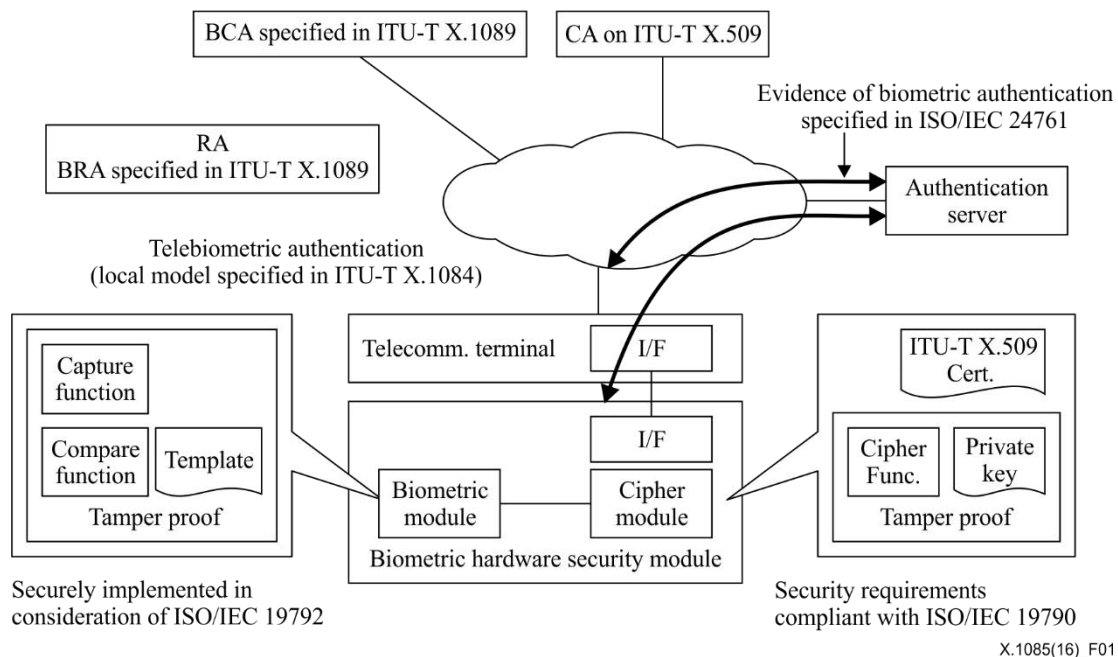 BCA specified in ITU-T X.1089
CA on ITU-T X.509
Evidence of biometric authentication
specified in ISO/IEC 24761
RA
BRA specified in ITU-T X.1089
Authentication
server
Telebiometric authentication
(local model specified in ITU-T X.1084)
Telecomm. terminal
I/F
Capture
function
Compare
function
Template
Tamper proof
I/F
Biometric
module
Cipher
module
Biometric hardware security module
ITU-T X.509
Cert.
Cipher
Func.
Private
key
Tamper proof
Securely implemented in
consideration of ISO/IEC 19792
Security requirements
compliant with ISO/IEC 19790
X.1085(16)_F01